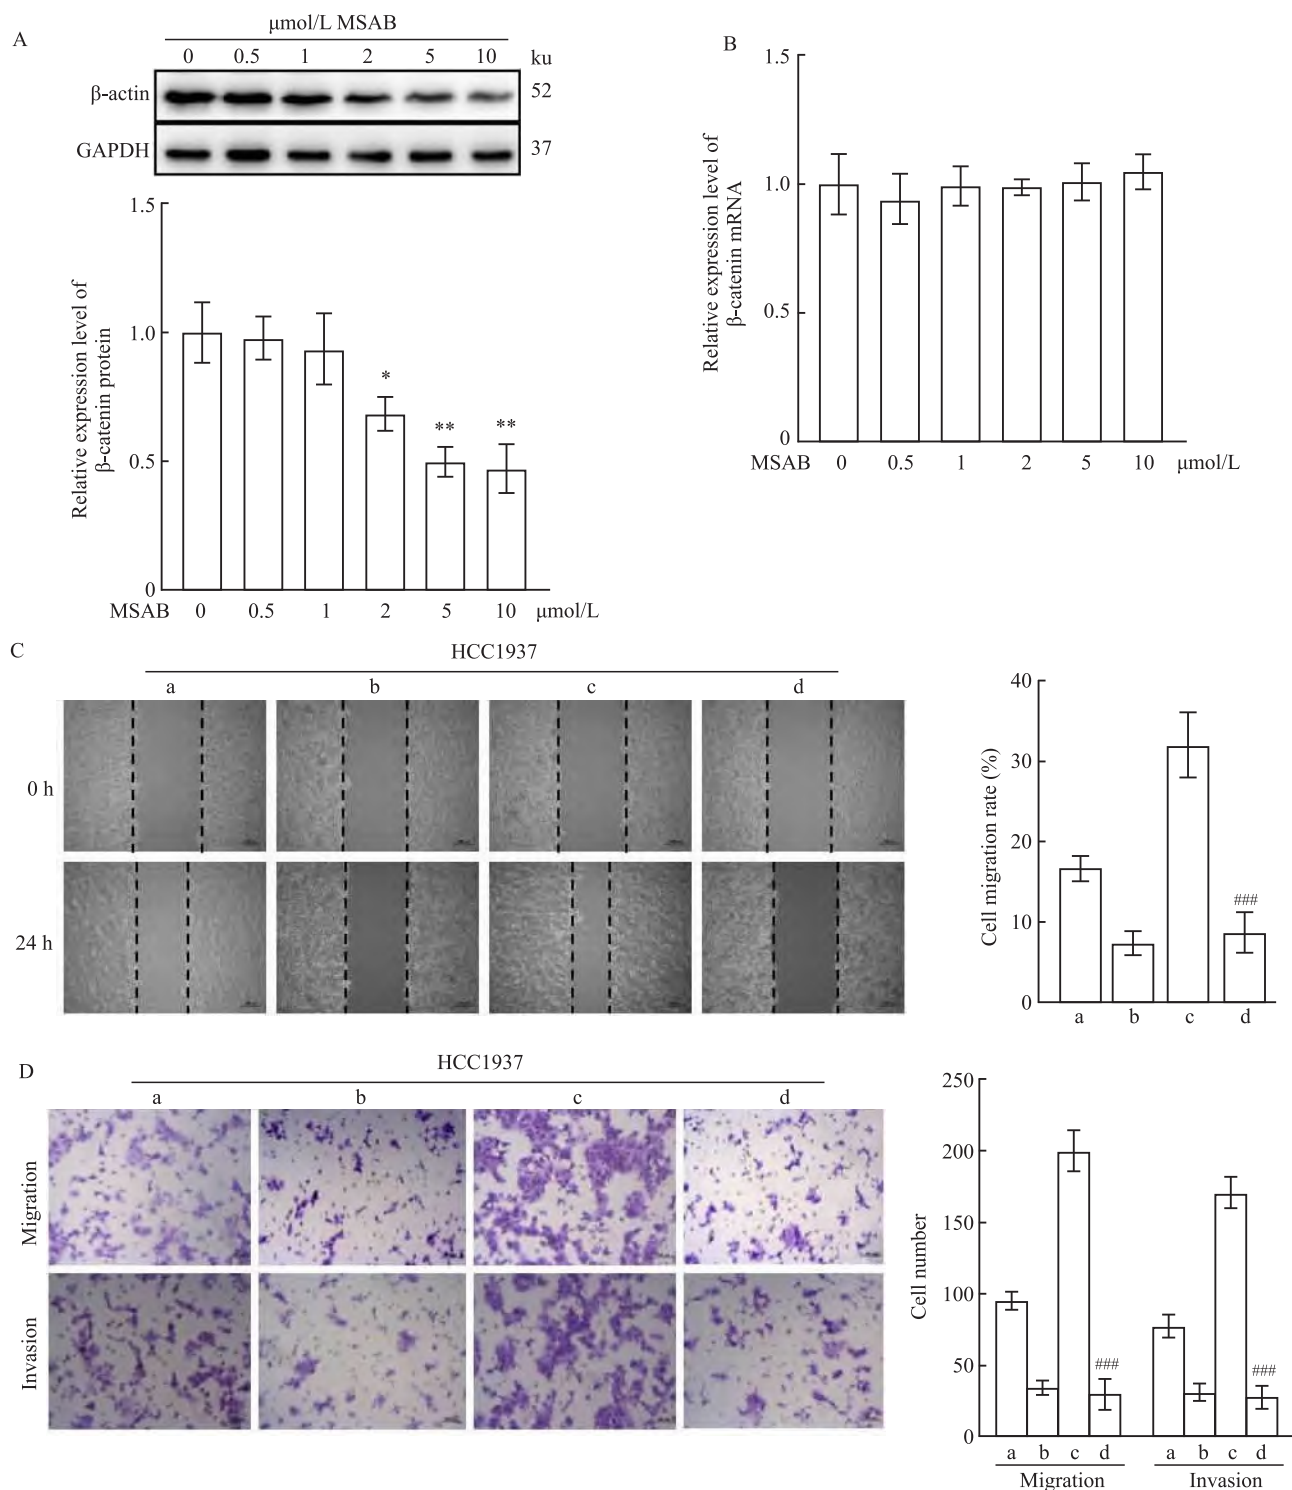 A
μmol/L MSAB
0 0.5 1 2 5 10 ku
β-actin 52
GAPDH 37
1.5
1.0
0.5
0
Relative expression level of
β-catenin protein
*
**
**
MSAB 0 0.5 1 2 5 10 μmol/L
B
1.5
1.0
0.5
0
Relative expression level of
β-catenin mRNA
MSAB 0 0.5 1 2 5 10 μmol/L
C
HCC1937
a b c d
0 h
24 h
40
30
20
10
0
Cell migration rate (%)
###
a b c d
D
HCC1937
a b c d
Migration
Invasion
250
200
150
100
50
0
Cell number
###
###
a b c d a b c d
Migration Invasion